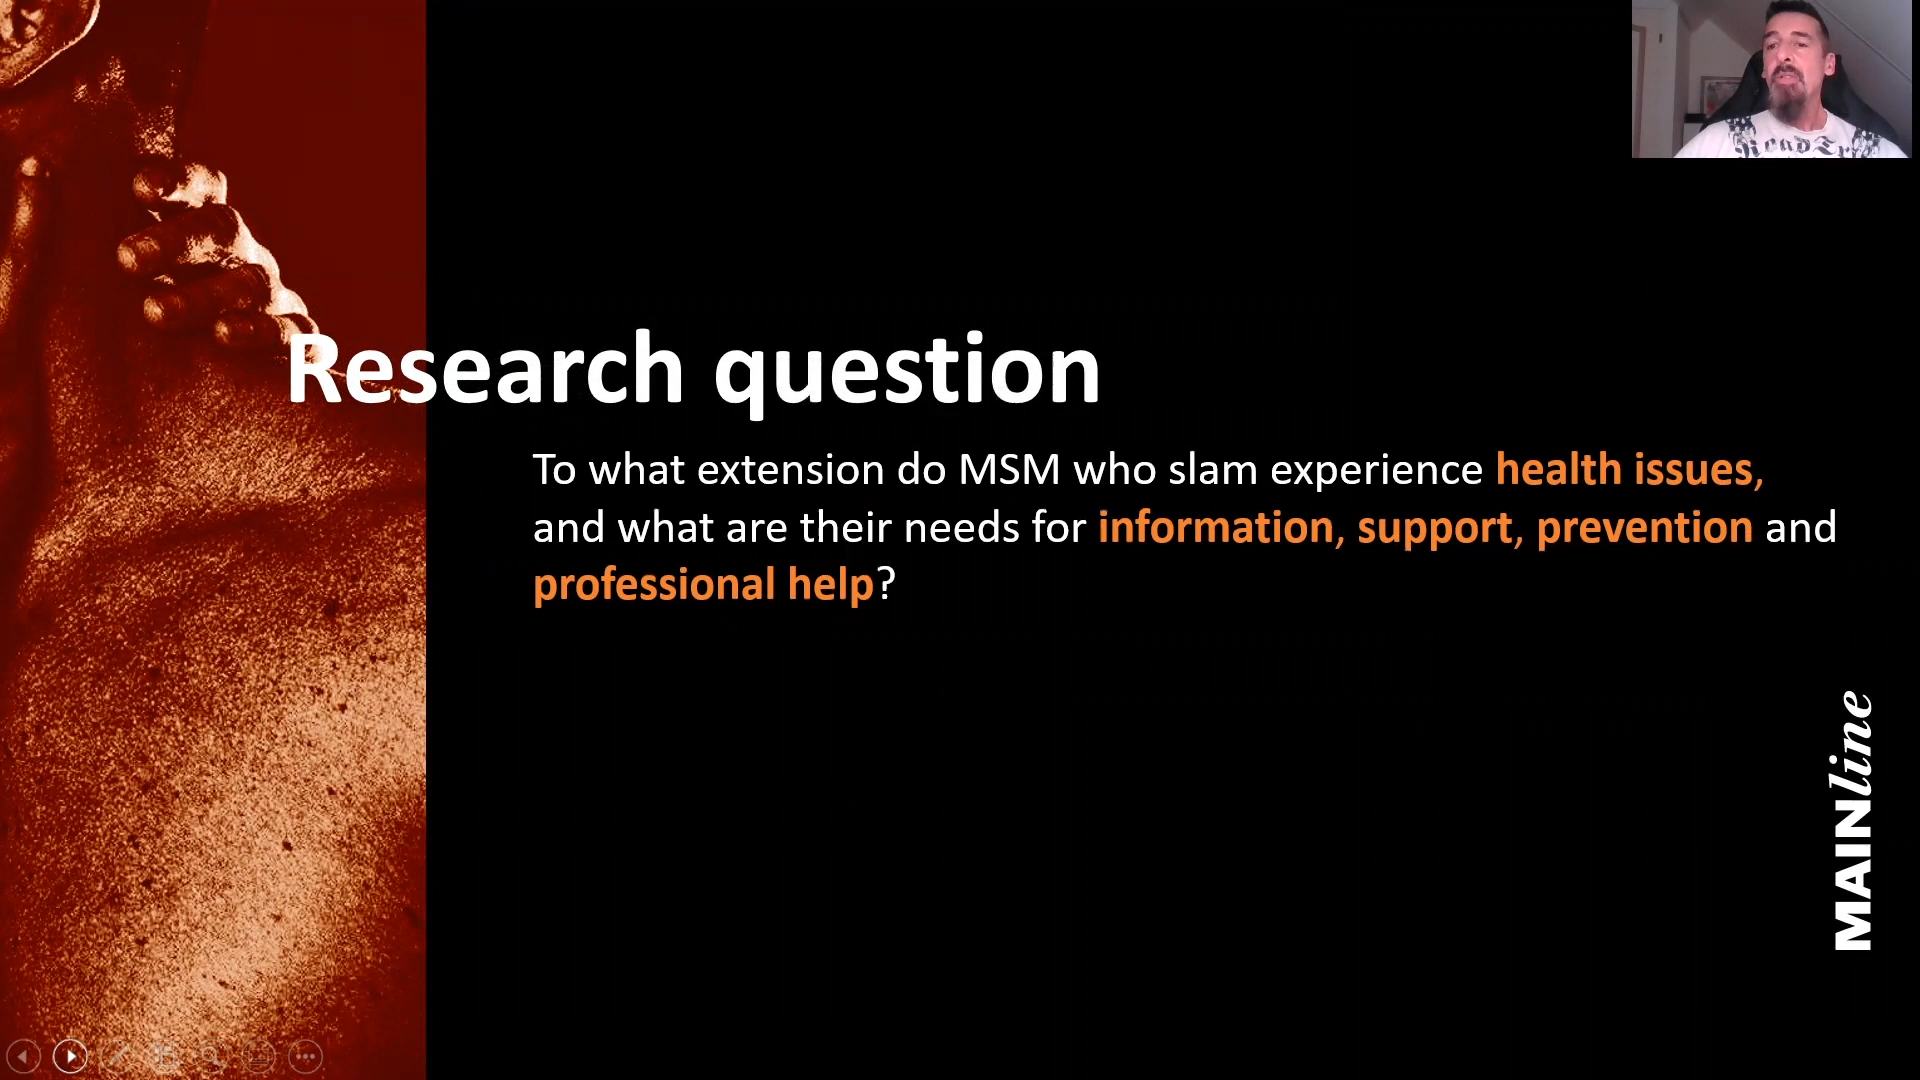 Research question
To what extension do MSM who slam experience health issues,
and what are their needs for information, support, prevention and
professional help?
MAINline